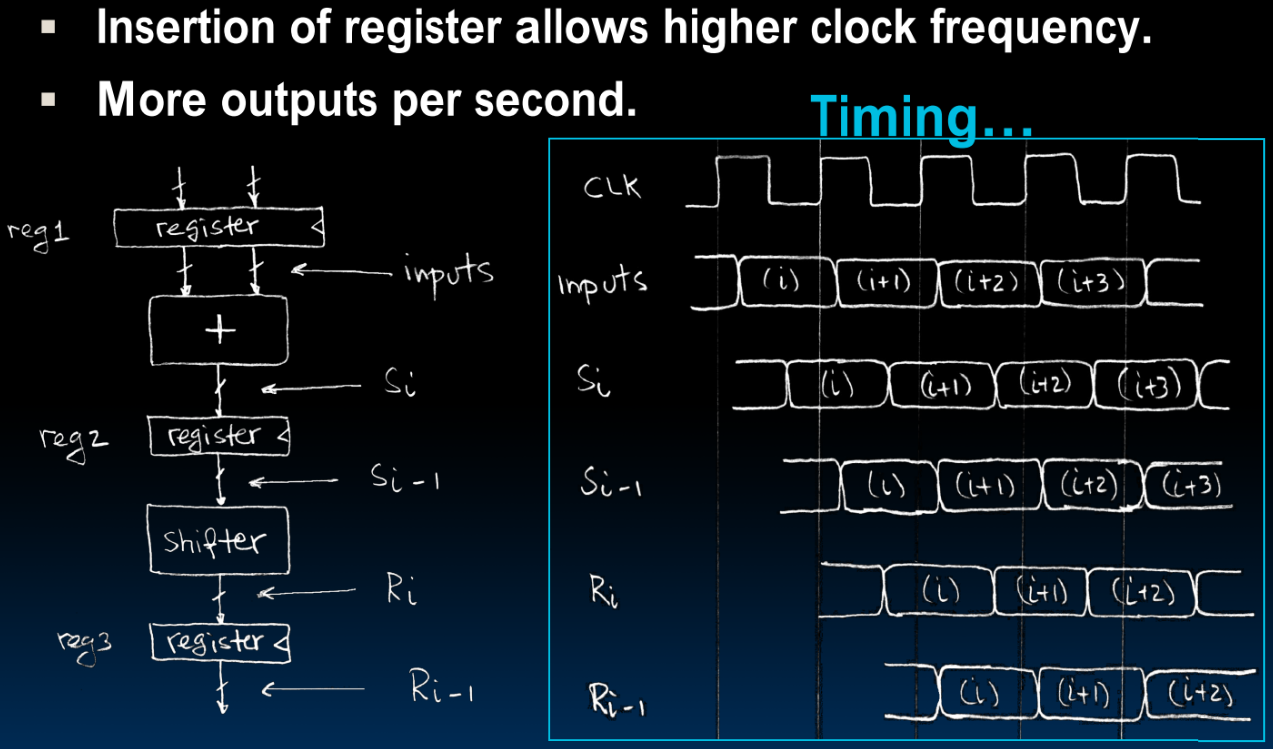 ▪ Insertion of register allows higher clock frequency.
▪ More outputs per second.
Timing…
reg1
register
inputs
+
Si
reg2
register
Si-1
Shifter
Ri
reg3
register
Ri-1
CLK
Inputs (i) (i+1) (i+2) (i+3)
Si (i) (i+1) (i+2) (i+3)
Si-1 (i) (i+1) (i+2) (i+3)
Ri (i) (i+1) (i+2)
Ri-1 (i) (i+1) (i+2)